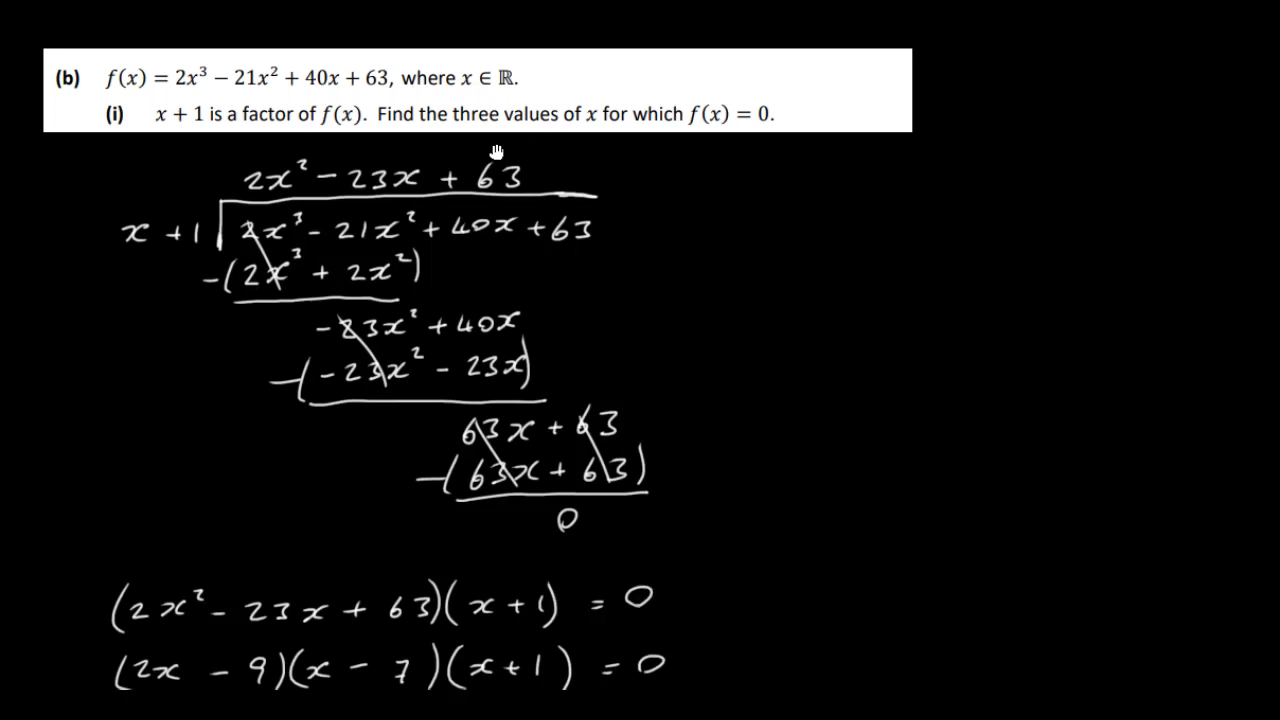 (b) f(x) = 2x³ − 21x² + 40x + 63, where x ∈ ℝ.
(i) x + 1 is a factor of f(x). Find the three values of x for which f(x) = 0.
2x² − 23x + 63
x + 1 2x³ − 21x² + 40x + 63
−(2x³ + 2x²)
−23x² + 40x
−(−23x² − 23x)
63x + 63
−(63x + 63)
0
(2x² − 23x + 63)(x + 1) = 0
(2x − 9)(x − 7)(x + 1) = 0